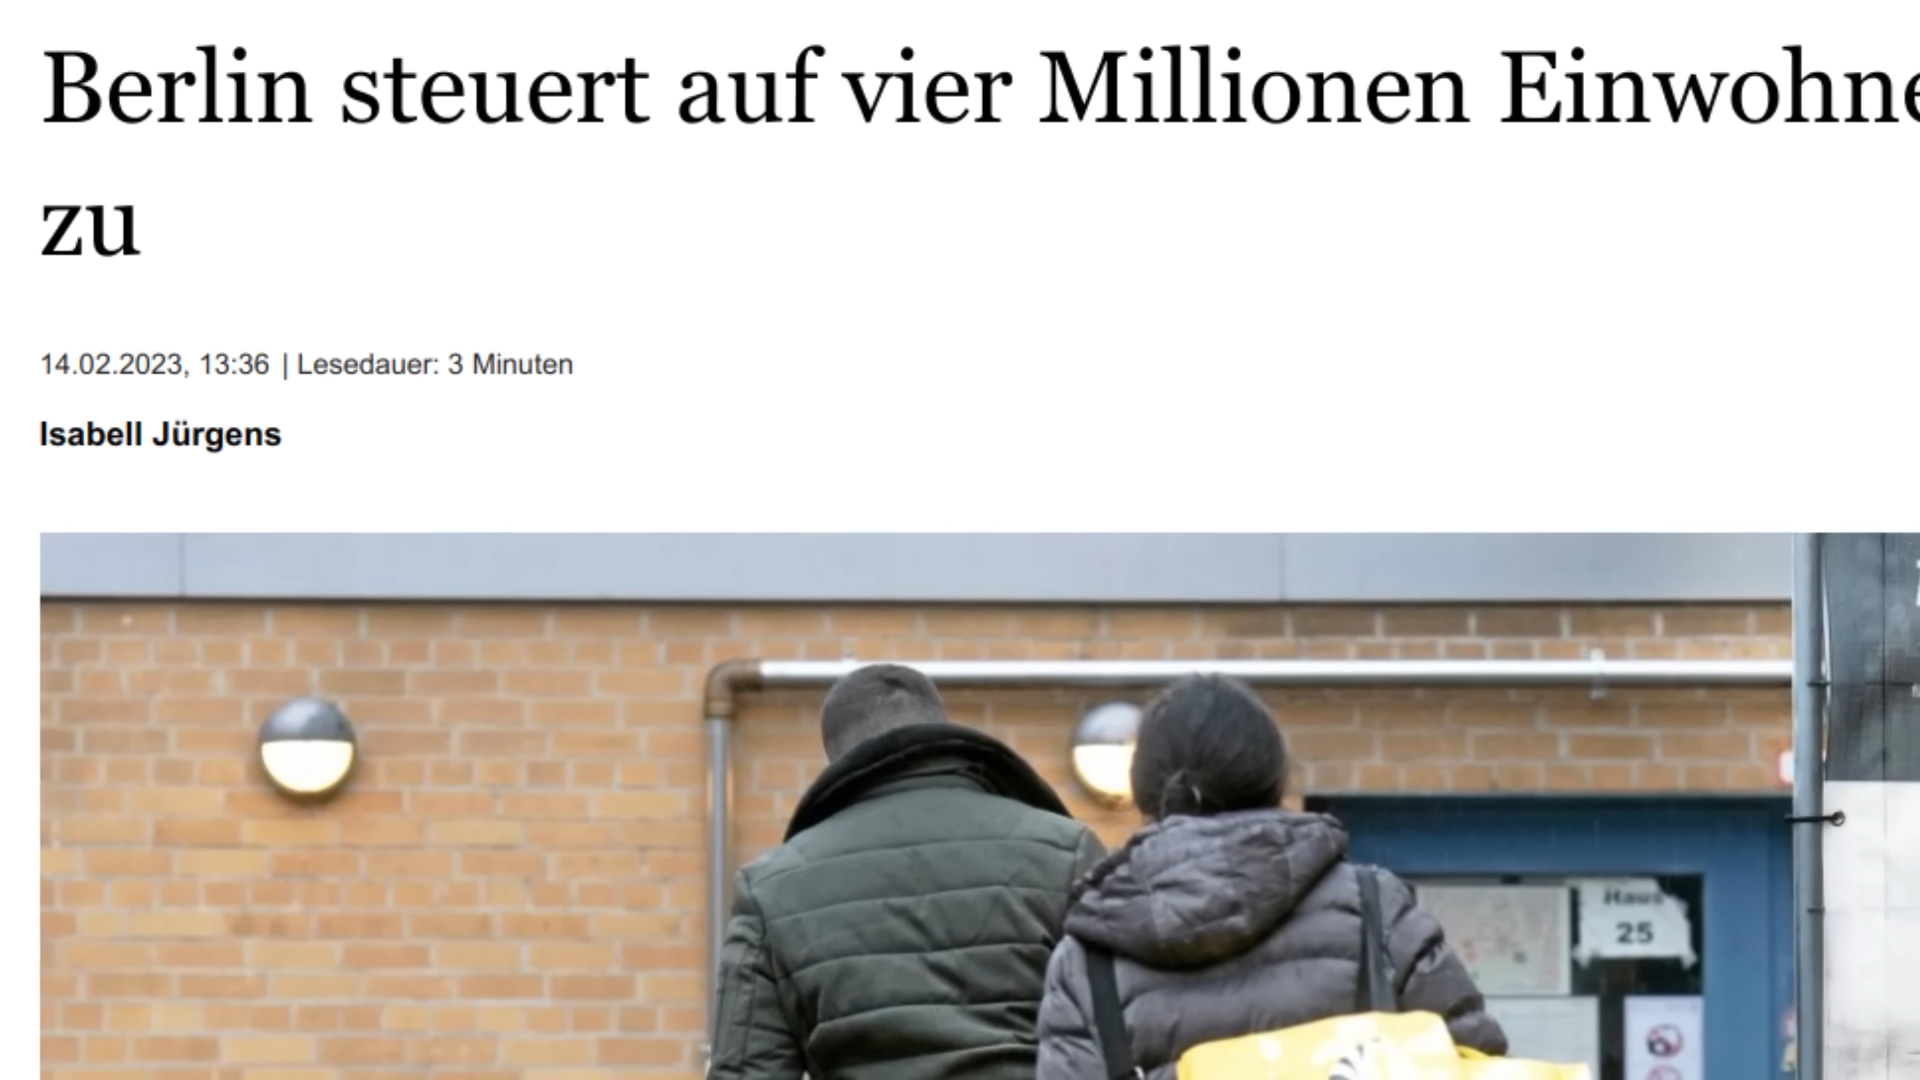 Berlin steuert auf vier Millionen Einwohne
zu
14.02.2023, 13:36 | Lesedauer: 3 Minuten
Isabell Jürgens
Haus
25